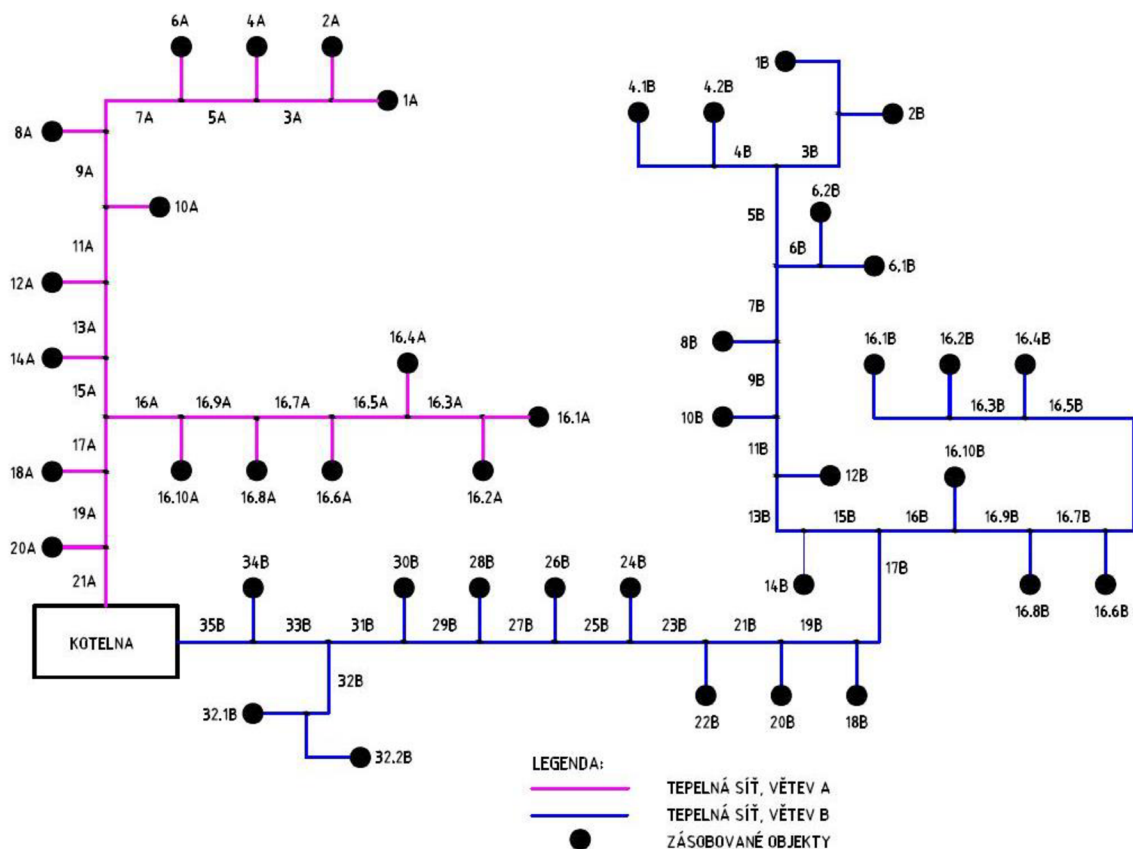 6A 4A 2A
1A
7A 5A 3A
8A
9A
10A
11A
12A
13A
14A
15A
16A 16.9A 16.7A 16.5A 16.3A
16.4A
16.1A
17A
18A
16.10A 16.8A 16.6A 16.2A
19A
20A
21A
KOTELNA
1B
4.1B 4.2B
2B
4B 3B
6.2B
5B
6B
6.1B
7B
8B
16.1B 16.2B 16.4B
9B
16.3B 16.5B
10B
11B
16.10B
12B
13B 15B 16B 16.9B 16.7B
17B
14B
16.8B 16.6B
34B 30B 28B 26B 24B
35B 33B 31B 29B 27B 25B 23B 21B 19B
32B
22B 20B 18B
32.1B
32.2B
LEGENDA:
TEPELNÁ SÍŤ, VĚTEV A
TEPELNÁ SÍŤ, VĚTEV B
ZÁSOBOVANÉ OBJEKTY